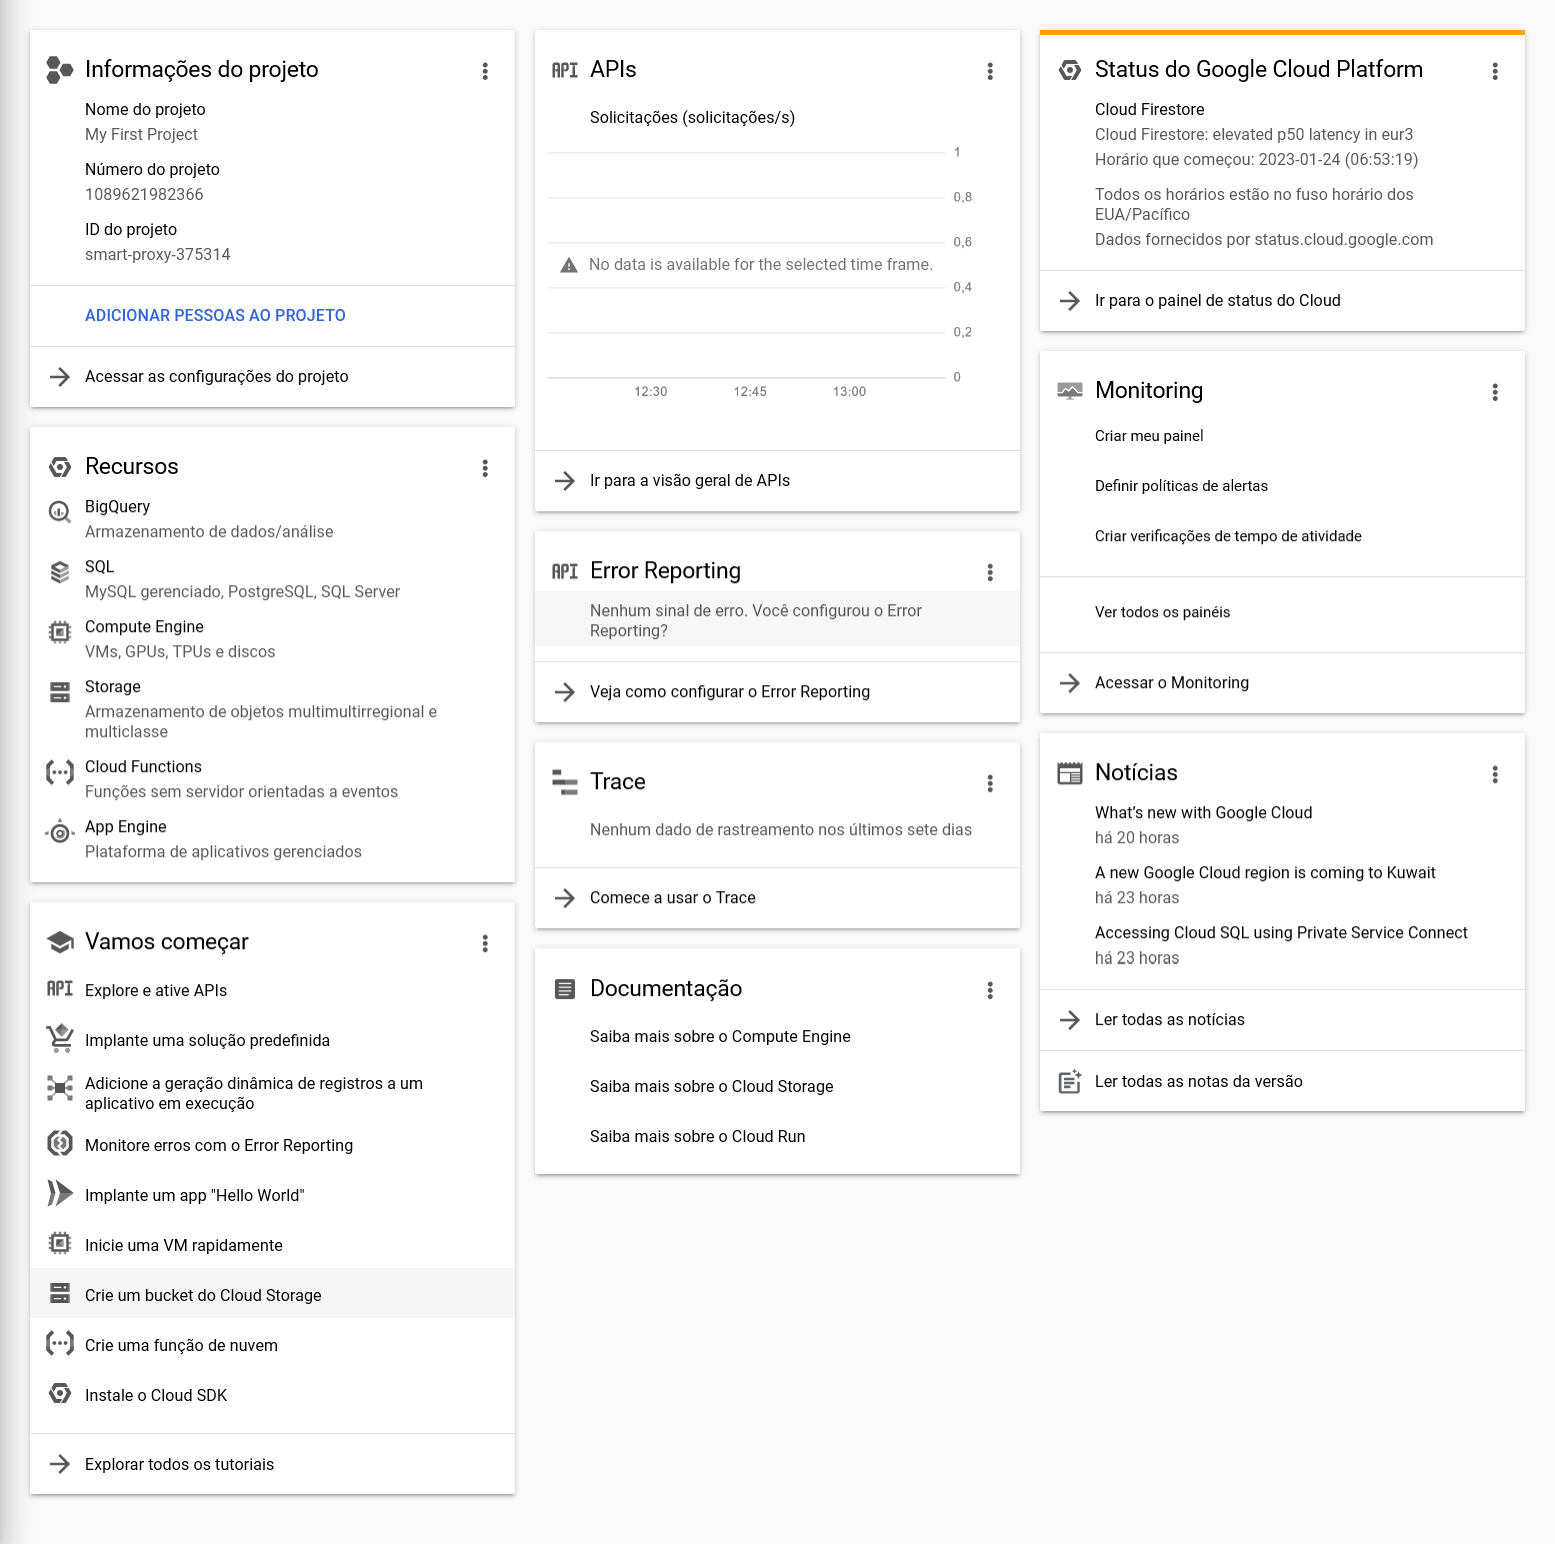 Informações do projeto
Nome do projeto
My First Project
Número do projeto
1089621982366
ID do projeto
smart-proxy-375314
ADICIONAR PESSOAS AO PROJETO
Acessar as configurações do projeto
Recursos
BigQuery
Armazenamento de dados/análise
SQL
MySQL gerenciado, PostgreSQL, SQL Server
Compute Engine
VMs, GPUs, TPUs e discos
Storage
Armazenamento de objetos multimultirregional e
multiclasse
Cloud Functions
Funções sem servidor orientadas a eventos
App Engine
Plataforma de aplicativos gerenciados
Vamos começar
API Explore e ative APIs
Implante uma solução predefinida
Adicione a geração dinâmica de registros a um
aplicativo em execução
Monitore erros com o Error Reporting
Implante um app "Hello World"
Inicie uma VM rapidamente
Crie um bucket do Cloud Storage
Crie uma função de nuvem
Instale o Cloud SDK
Explorar todos os tutoriais
API APIs
Solicitações (solicitações/s)
1
0,8
0,6
No data is available for the selected time frame.
0,4
0,2
0
12:30 12:45 13:00
Ir para a visão geral de APIs
API Error Reporting
Nenhum sinal de erro. Você configurou o Error
Reporting?
Veja como configurar o Error Reporting
Trace
Nenhum dado de rastreamento nos últimos sete dias
Comece a usar o Trace
Documentação
Saiba mais sobre o Compute Engine
Saiba mais sobre o Cloud Storage
Saiba mais sobre o Cloud Run
Status do Google Cloud Platform
Cloud Firestore
Cloud Firestore: elevated p50 latency in eur3
Horário que começou: 2023-01-24 (06:53:19)
Todos os horários estão no fuso horário dos
EUA/Pacífico
Dados fornecidos por status.cloud.google.com
Ir para o painel de status do Cloud
Monitoring
Criar meu painel
Definir políticas de alertas
Criar verificações de tempo de atividade
Ver todos os painéis
Acessar o Monitoring
Notícias
What's new with Google Cloud
há 20 horas
A new Google Cloud region is coming to Kuwait
há 23 horas
Accessing Cloud SQL using Private Service Connect
há 23 horas
Ler todas as notícias
Ler todas as notas da versão